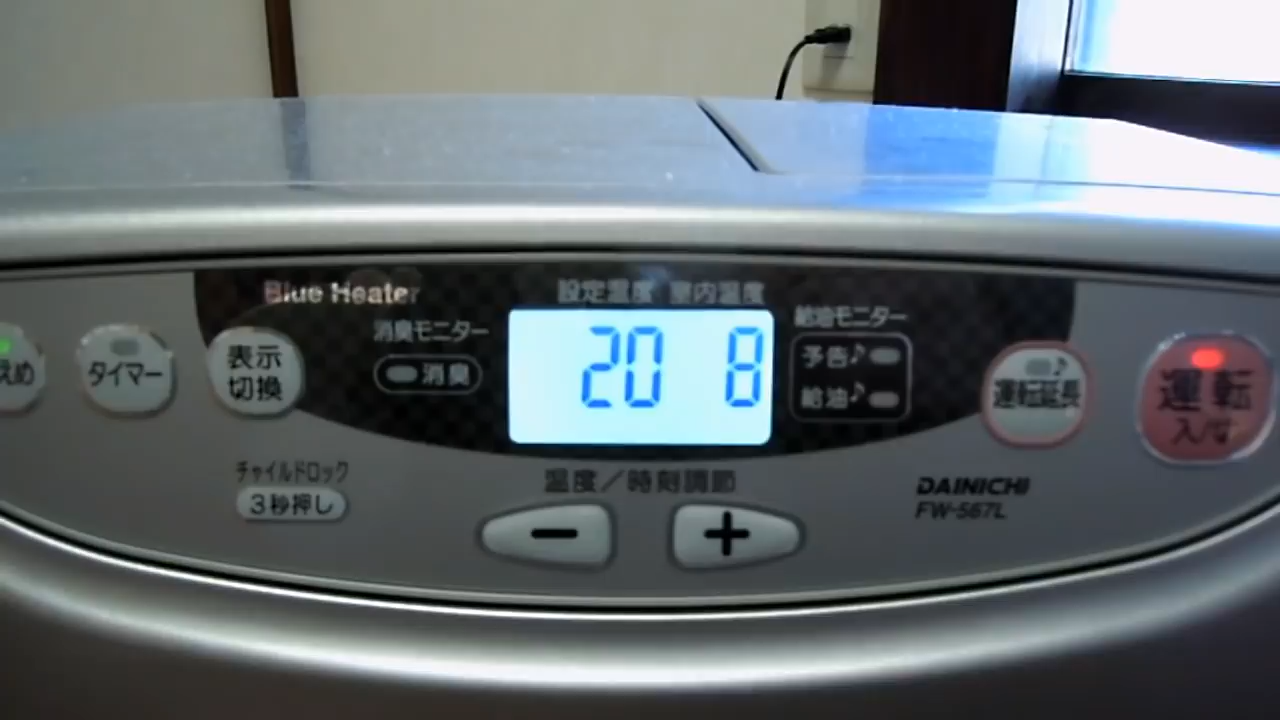 Blue Heater
設定温度 室内温度
給油モニター
消臭モニター
消臭
20 8
予告♪
給油♪
タイマー
表示
切換
運転延長
運転
入/切
チャイルドロック
3秒押し
温度／時刻調節
− +
DAINICHI
FW-567L